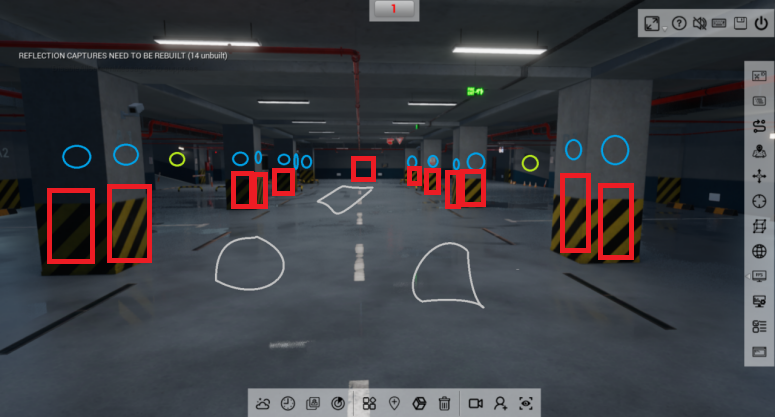 1
REFLECTION CAPTURES NEED TO BE REBUILT (14 unbuilt)